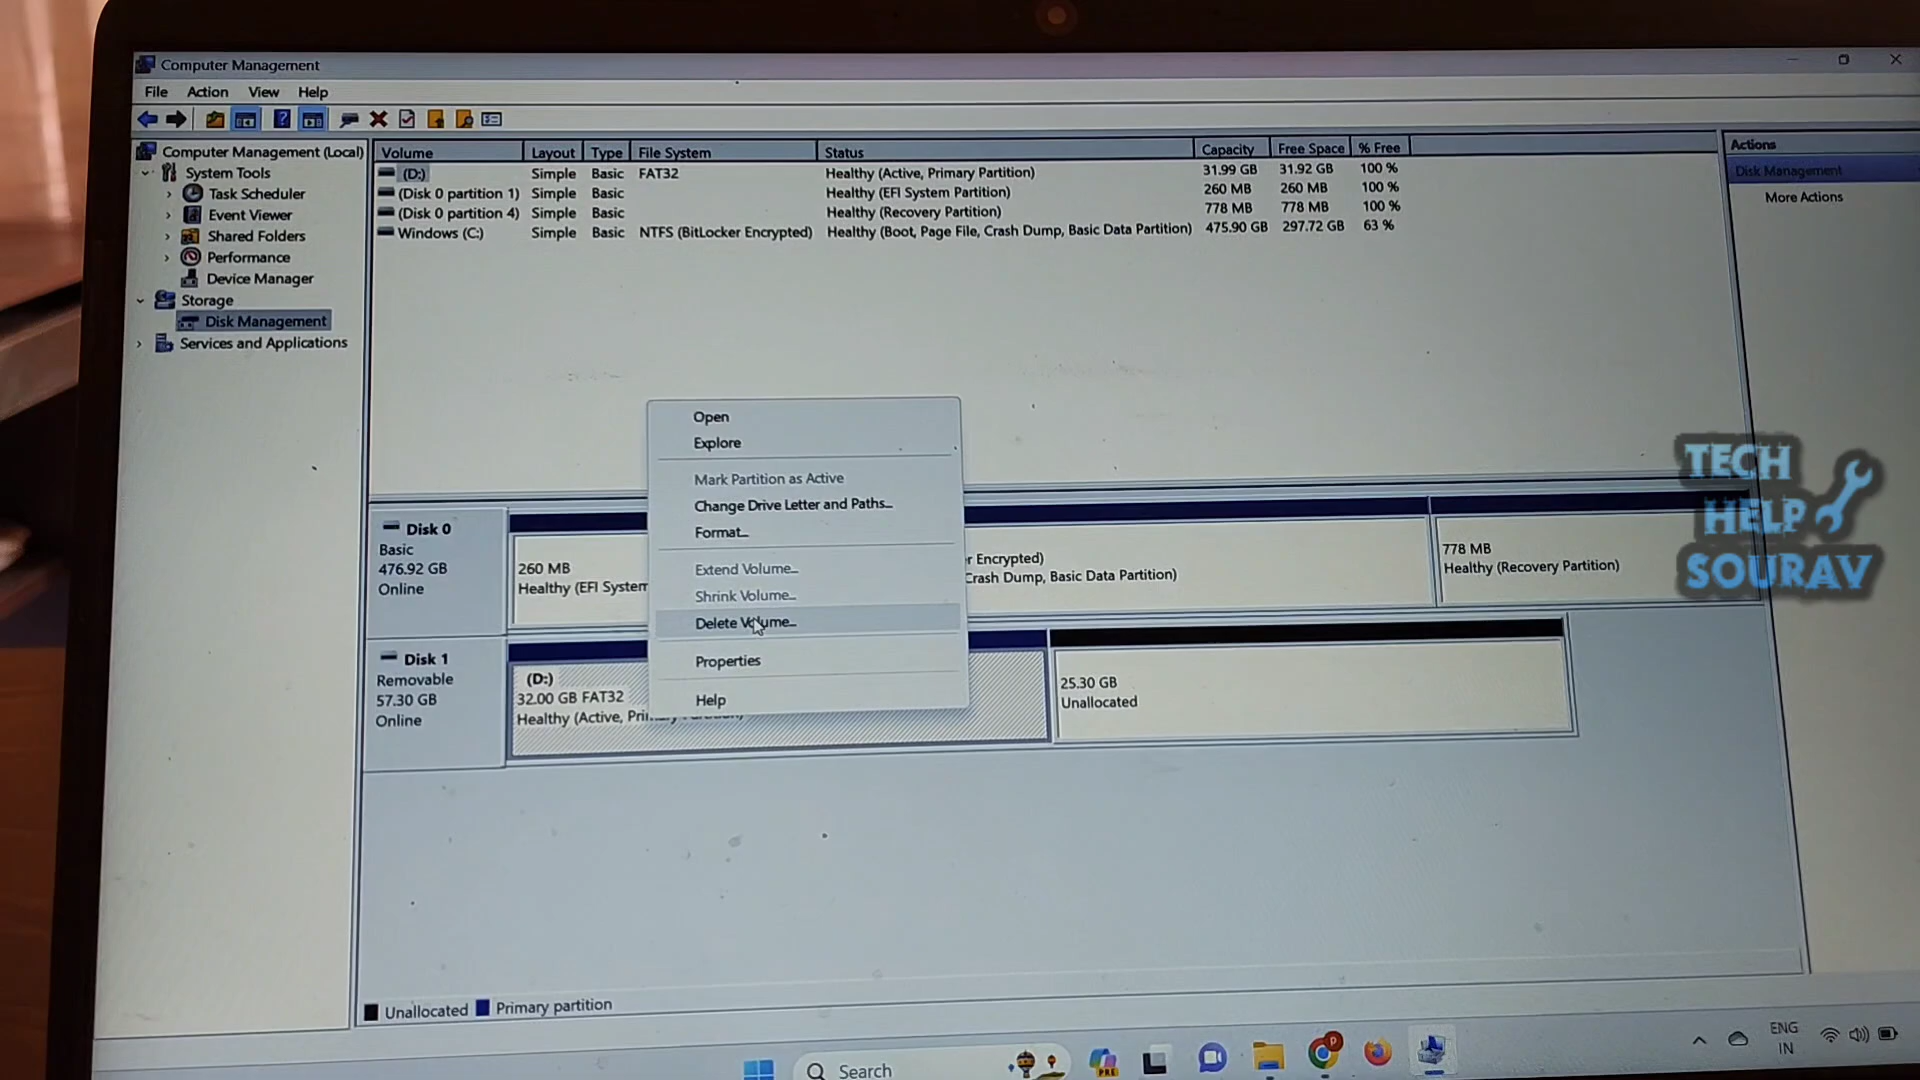 Computer Management
File Action View Help
Computer Management (Local)
System Tools
Task Scheduler
Event Viewer
Shared Folders
Performance
Device Manager
Storage
Disk Management
Services and Applications
Volume Layout Type File System Status Capacity Free Space % Free
(D:) Simple Basic FAT32 Healthy (Active, Primary Partition) 31.99 GB 31.92 GB 100 %
(Disk 0 partition 1) Simple Basic Healthy (EFI System Partition) 260 MB 260 MB 100 %
(Disk 0 partition 4) Simple Basic Healthy (Recovery Partition) 778 MB 778 MB 100 %
Windows (C:) Simple Basic NTFS (BitLocker Encrypted) Healthy (Boot, Page File, Crash Dump, Basic Data Partition) 475.90 GB 297.72 GB 63 %
Actions
Disk Management
More Actions
Open
Explore
Mark Partition as Active
Change Drive Letter and Paths...
Format...
Extend Volume...
Shrink Volume...
Delete Volume...
Properties
Help
Disk 0
Basic
476.92 GB
Online
260 MB
Healthy (EFI System
Encrypted)
Crash Dump, Basic Data Partition)
778 MB
Healthy (Recovery Partition)
Disk 1
Removable
57.30 GB
Online
(D:)
32.00 GB FAT32
Healthy (Active,
25.30 GB
Unallocated
Unallocated Primary partition
TECH
HELP
SOURAV
Search
PRE
P
ENG
IN